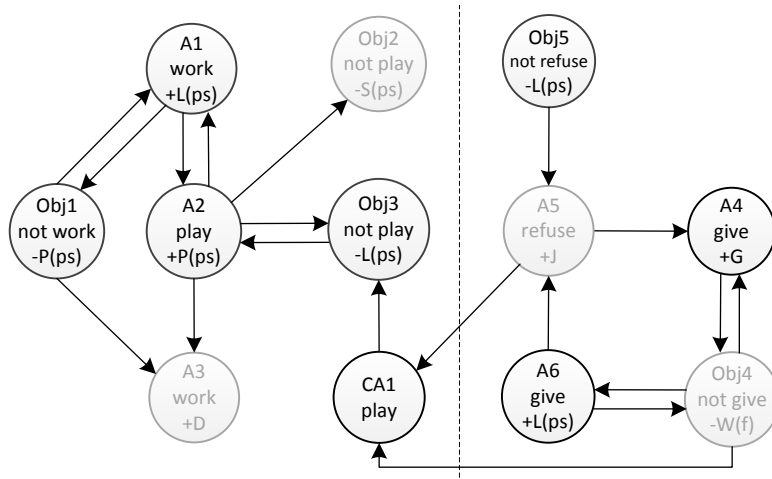 A1
work
+L(ps)
Obj2
not play
-S(ps)
Obj5
not refuse
-L(ps)
Obj1
not work
-P(ps)
A2
play
+P(ps)
Obj3
not play
-L(ps)
A5
refuse
+J
A4
give
+G
A3
work
+D
CA1
play
A6
give
+L(ps)
Obj4
not give
-W(f)